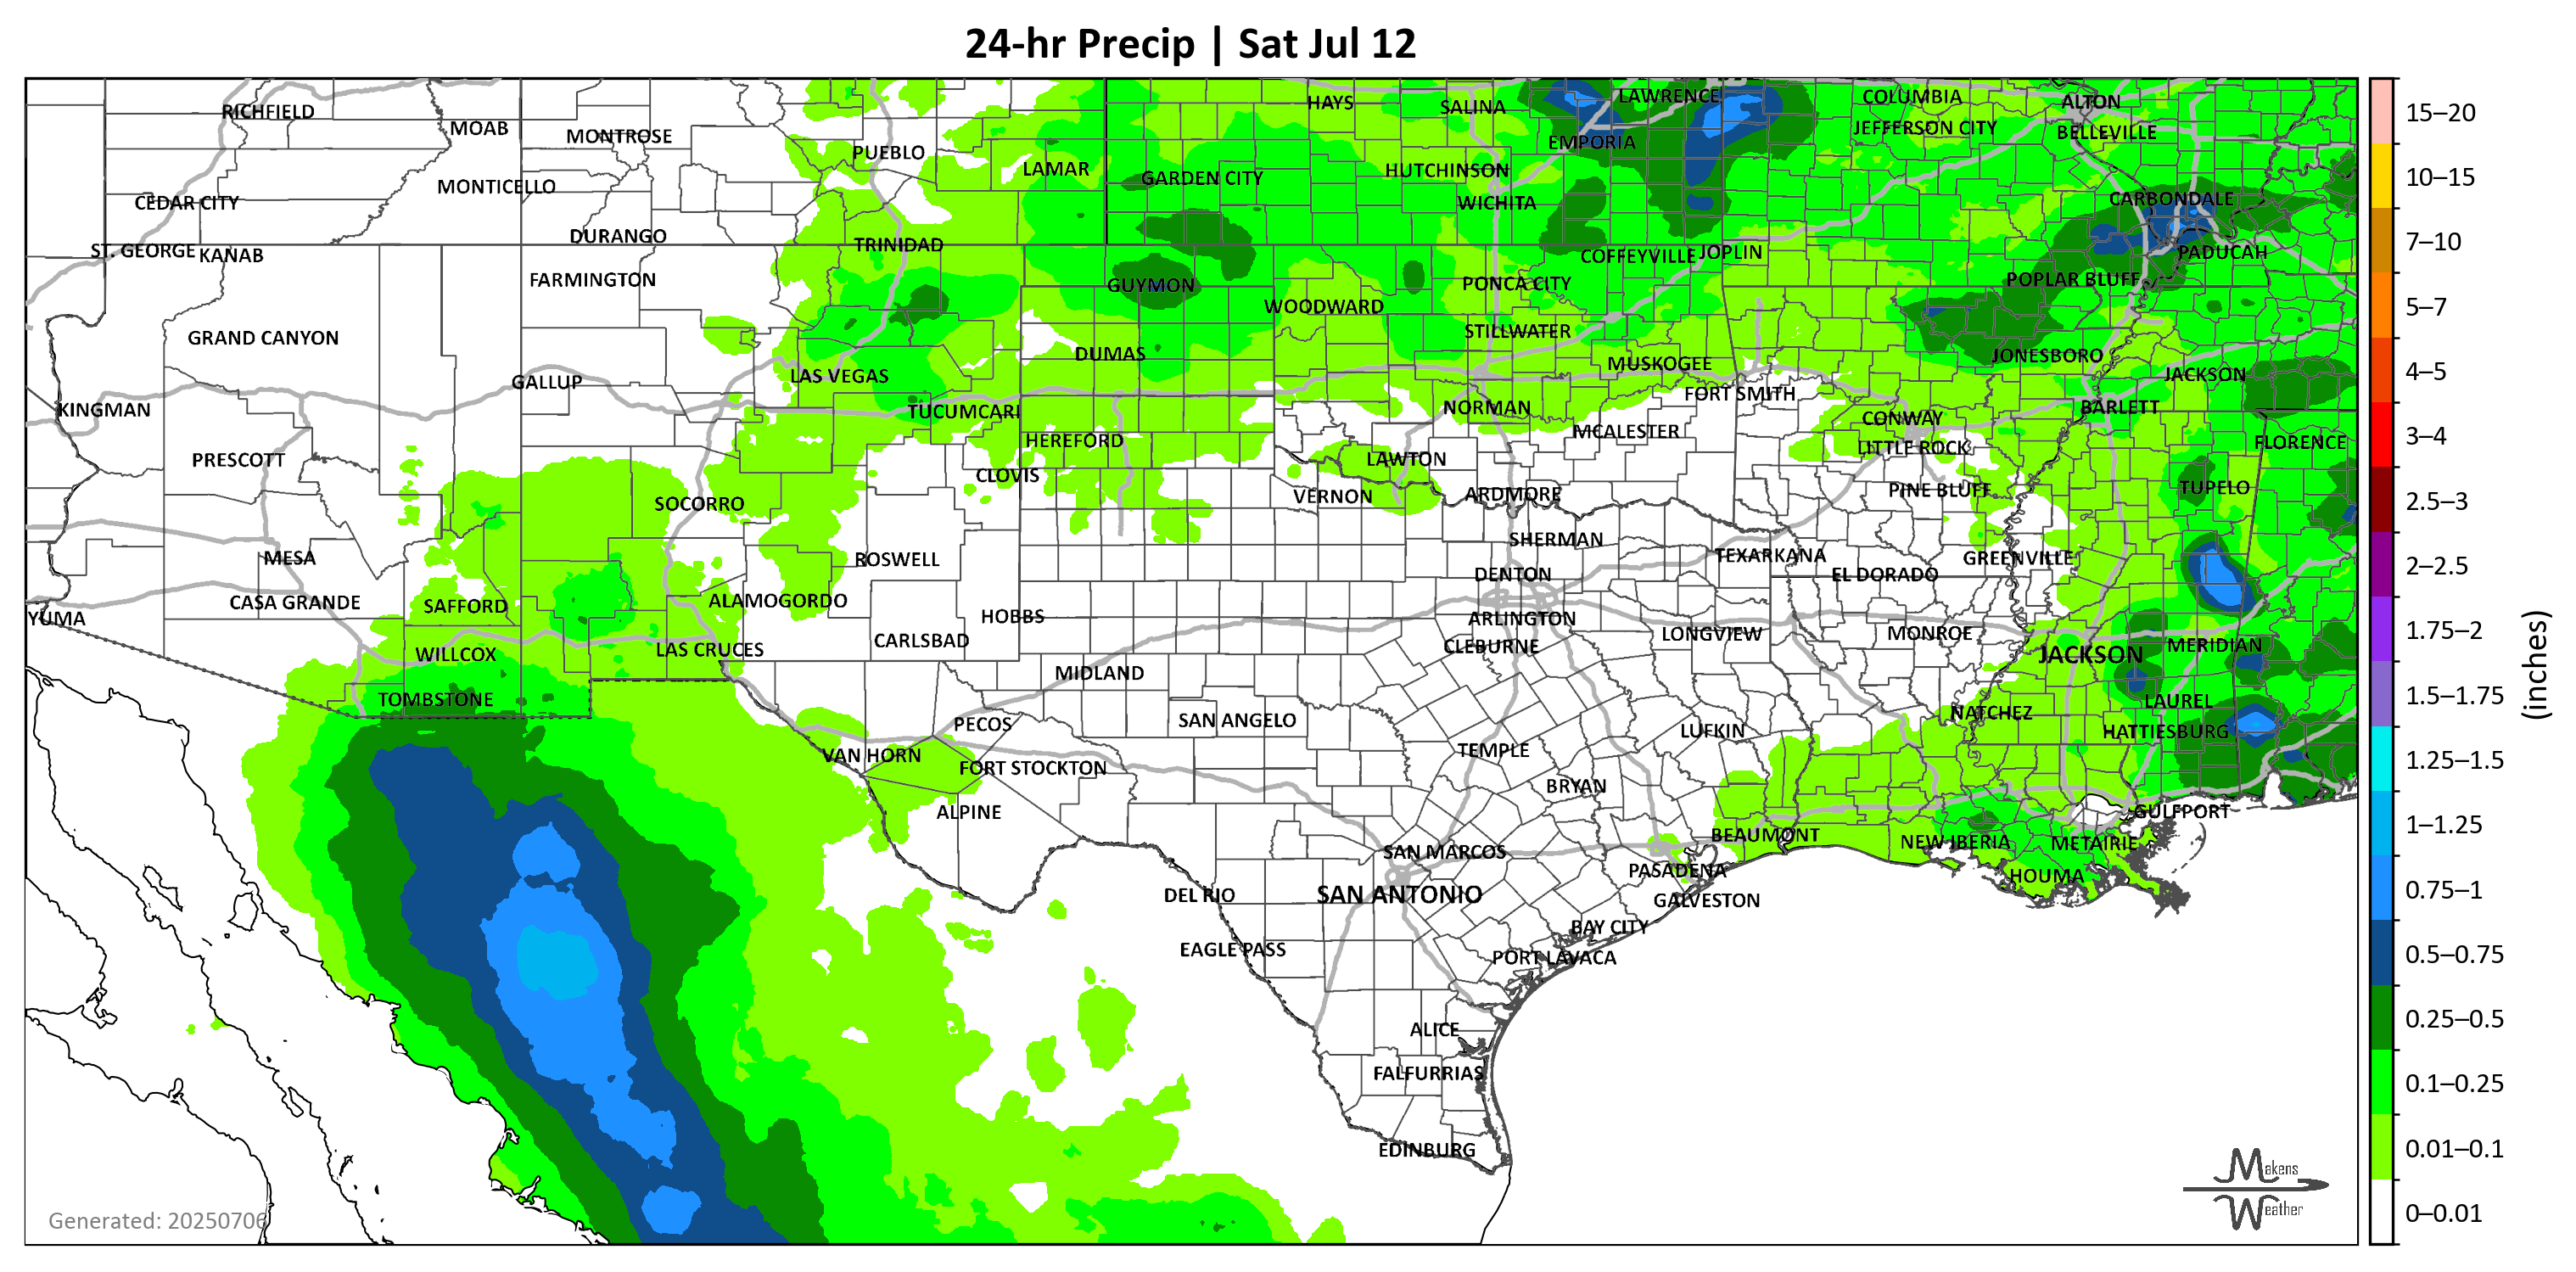 24-hr Precip | Sat Jul 12
RICHFIELD
MOAB
MONTROSE
PUEBLO
LAMAR
HAYS
SALINA
LAWRENCE
COLUMBIA
ALTON
EMPORIA
JEFFERSON CITY
BELLEVILLE
MONTICELLO
CEDAR CITY
GARDEN CITY
HUTCHINSON
WICHITA
CARBONDALE
ST. GEORGE
KANAB
DURANGO
TRINIDAD
COFFEYVILLE
JOPLIN
PADUCAH
FARMINGTON
GUYMON
PONCA CITY
POPLAR BLUFF
WOODWARD
GRAND CANYON
STILLWATER
DUMAS
MUSKOGEE
JONESBORO
GALLUP
LAS VEGAS
JACKSON
KINGMAN
TUCUMCARI
NORMAN
FORT SMITH
CONWAY
BARLETT
HEREFORD
MCALESTER
LITTLE ROCK
FLORENCE
PRESCOTT
CLOVIS
LAWTON
SOCORRO
VERNON
ARDMORE
PINE BLUFF
TUPELO
MESA
ROSWELL
SHERMAN
TEXARKANA
GREENVILLE
DENTON
EL DORADO
YUMA
CASA GRANDE
SAFFORD
ALAMOGORDO
HOBBS
ARLINGTON
WILLCOX
LAS CRUCES
CARLSBAD
CLEBURNE
LONGVIEW
MONROE
JACKSON
MERIDIAN
MIDLAND
TOMBSTONE
PECOS
SAN ANGELO
LUFKIN
NATCHEZ
LAUREL
HATTIESBURG
VAN HORN
FORT STOCKTON
TEMPLE
BRYAN
ALPINE
BEAUMONT
NEW IBERIA
METAIRIE
GULFPORT
SAN MARCOS
PASADENA
HOUMA
DEL RIO
SAN ANTONIO
GALVESTON
EAGLE PASS
BAY CITY
PORT LAVACA
ALICE
FALFURRIAS
EDINBURG
Generated: 20250706
Makens
Weather
15–20
10–15
7–10
5–7
4–5
3–4
2.5–3
2–2.5
1.75–2
1.5–1.75
1.25–1.5
1–1.25
0.75–1
0.5–0.75
0.25–0.5
0.1–0.25
0.01–0.1
0–0.01
(inches)